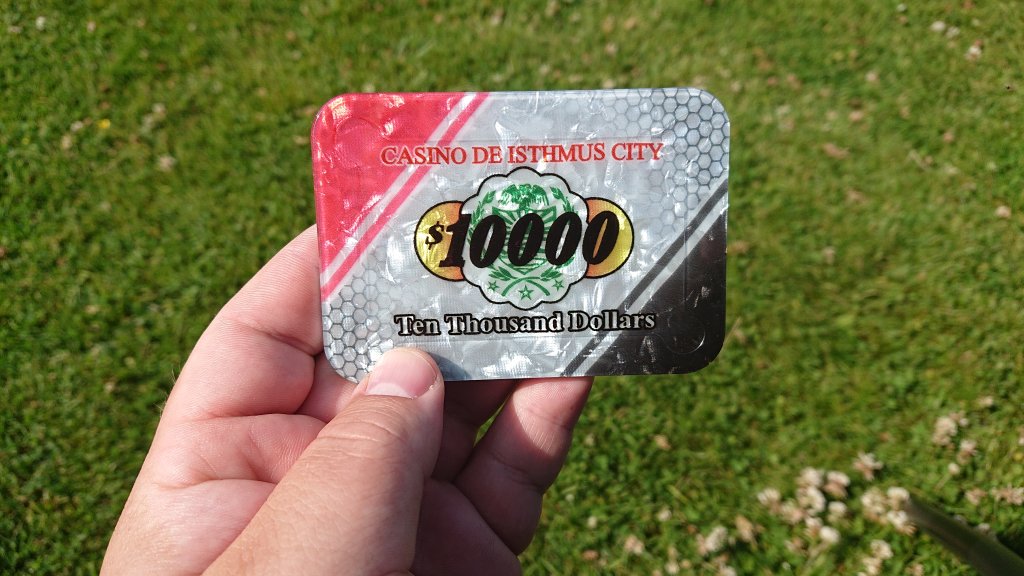 CASINO DE ISTHMUS CITY
$10000
Ten Thousand Dollars